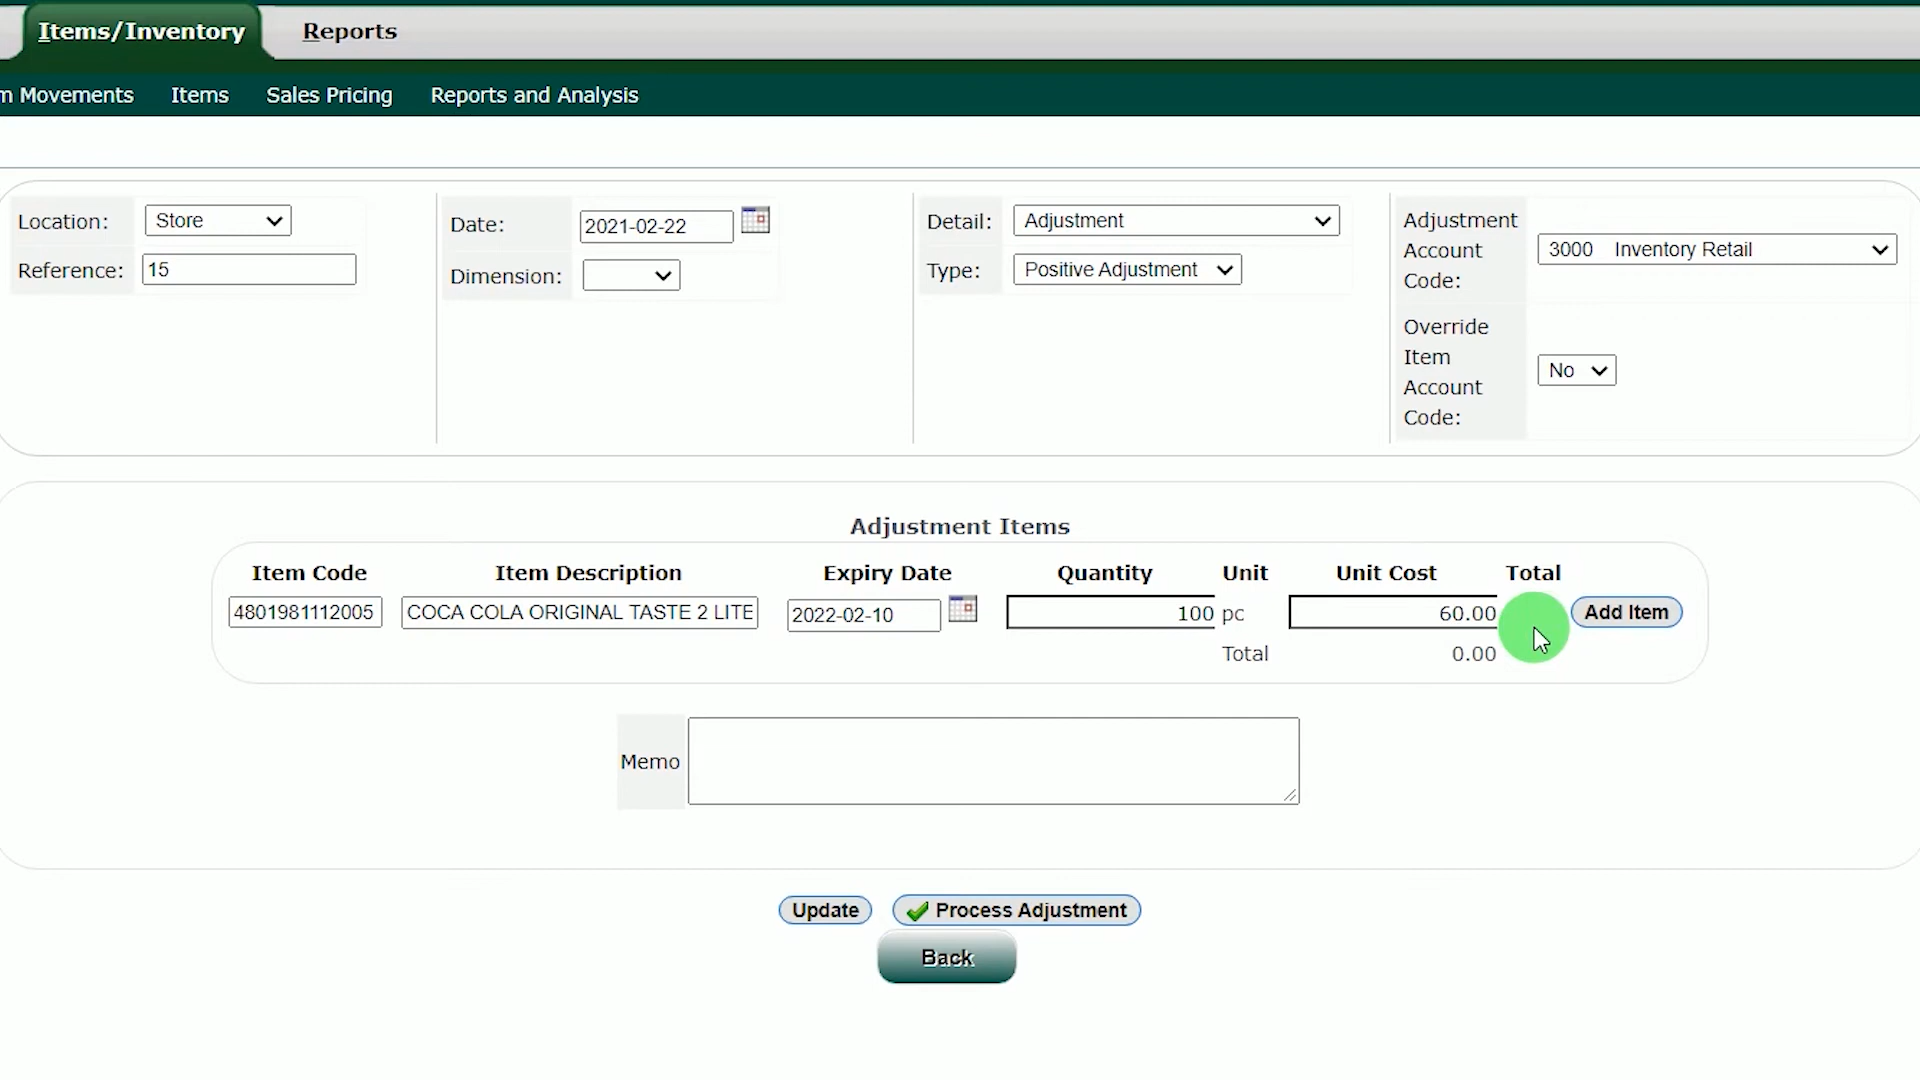 Items/Inventory Reports
m Movements Items Sales Pricing Reports and Analysis
Location: Store
Reference: 15
Date: 2021-02-22
Dimension:
Detail: Adjustment
Type: Positive Adjustment
Adjustment
Account
Code:
3000 Inventory Retail
Override
Item
Account
Code:
No
Adjustment Items
Item Code Item Description Expiry Date Quantity Unit Unit Cost Total
4801981112005 COCA COLA ORIGINAL TASTE 2 LITE 2022-02-10 100 pc 60.00 Add Item
Total 0.00
Memo
Update Process Adjustment
Back